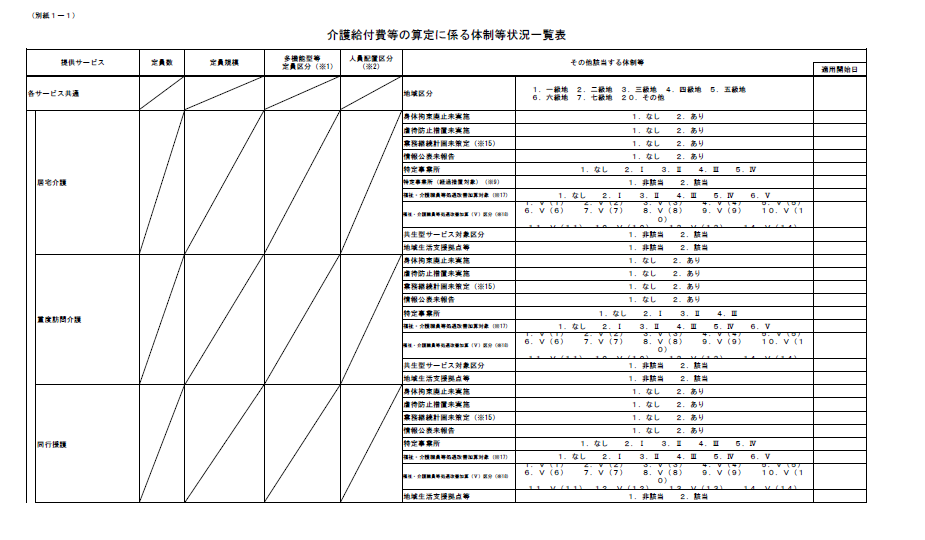 （別紙１－１）
介護給付費等の算定に係る体制等状況一覧表
提供サービス 定員数 定員規模 多機能型等 定員区分（※1） 人員配置区分 （※2） その他該当する体制等 適用開始日
各サービス共通 地域区分 １．一級地 ２．二級地 ３．三級地 ４．四級地 ５．五級地
６．六級地 ７．七級地 ２０．その他
居宅介護
身体拘束廃止未実施 １．なし ２．あり
虐待防止措置未実施 １．なし ２．あり
業務継続計画未策定（※15） １．なし ２．あり
情報公表未報告 １．なし ２．あり
特定事業所 １．なし ２．Ⅰ ３．Ⅱ ４．Ⅲ ５．Ⅳ
特定事業所（経過措置対象）（※9） １．非該当 ２．該当
福祉・介護職員等処遇改善加算対象（※17） １．なし ２．Ⅰ ３．Ⅱ ４．Ⅲ ５．Ⅳ ６．Ⅴ
福祉・介護職員等処遇改善加算（Ⅴ）区分（※18） １．Ⅴ（１） ２．Ⅴ（２） ３．Ⅴ（３） ４．Ⅴ（４） ５．Ⅴ（５）
６．Ⅴ（６） ７．Ⅴ（７） ８．Ⅴ（８） ９．Ⅴ（９） １０．Ⅴ（１
０）
１１．Ⅴ（１１） １２．Ⅴ（１２） １３．Ⅴ（１３） １４．Ⅴ（１４）
共生型サービス対象区分 １．非該当 ２．該当
地域生活支援拠点等 １．非該当 ２．該当
重度訪問介護
身体拘束廃止未実施 １．なし ２．あり
虐待防止措置未実施 １．なし ２．あり
業務継続計画未策定（※15） １．なし ２．あり
情報公表未報告 １．なし ２．あり
特定事業所 １．なし ２．Ⅰ ３．Ⅱ ４．Ⅲ
福祉・介護職員等処遇改善加算対象（※17） １．なし ２．Ⅰ ３．Ⅱ ４．Ⅲ ５．Ⅳ ６．Ⅴ
福祉・介護職員等処遇改善加算（Ⅴ）区分（※18） １．Ⅴ（１） ２．Ⅴ（２） ３．Ⅴ（３） ４．Ⅴ（４） ５．Ⅴ（５）
６．Ⅴ（６） ７．Ⅴ（７） ８．Ⅴ（８） ９．Ⅴ（９） １０．Ⅴ（１
０）
１１．Ⅴ（１１） １２．Ⅴ（１２） １３．Ⅴ（１３） １４．Ⅴ（１４）
共生型サービス対象区分 １．非該当 ２．該当
地域生活支援拠点等 １．非該当 ２．該当
同行援護
身体拘束廃止未実施 １．なし ２．あり
虐待防止措置未実施 １．なし ２．あり
業務継続計画未策定（※15） １．なし ２．あり
情報公表未報告 １．なし ２．あり
特定事業所 １．なし ２．Ⅰ ３．Ⅱ ４．Ⅲ ５．Ⅳ
福祉・介護職員等処遇改善加算対象（※17） １．なし ２．Ⅰ ３．Ⅱ ４．Ⅲ ５．Ⅳ ６．Ⅴ
福祉・介護職員等処遇改善加算（Ⅴ）区分（※18） １．Ⅴ（１） ２．Ⅴ（２） ３．Ⅴ（３） ４．Ⅴ（４） ５．Ⅴ（５）
６．Ⅴ（６） ７．Ⅴ（７） ８．Ⅴ（８） ９．Ⅴ（９） １０．Ⅴ（１
０）
１１．Ⅴ（１１） １２．Ⅴ（１２） １３．Ⅴ（１３） １４．Ⅴ（１４）
地域生活支援拠点等 １．非該当 ２．該当